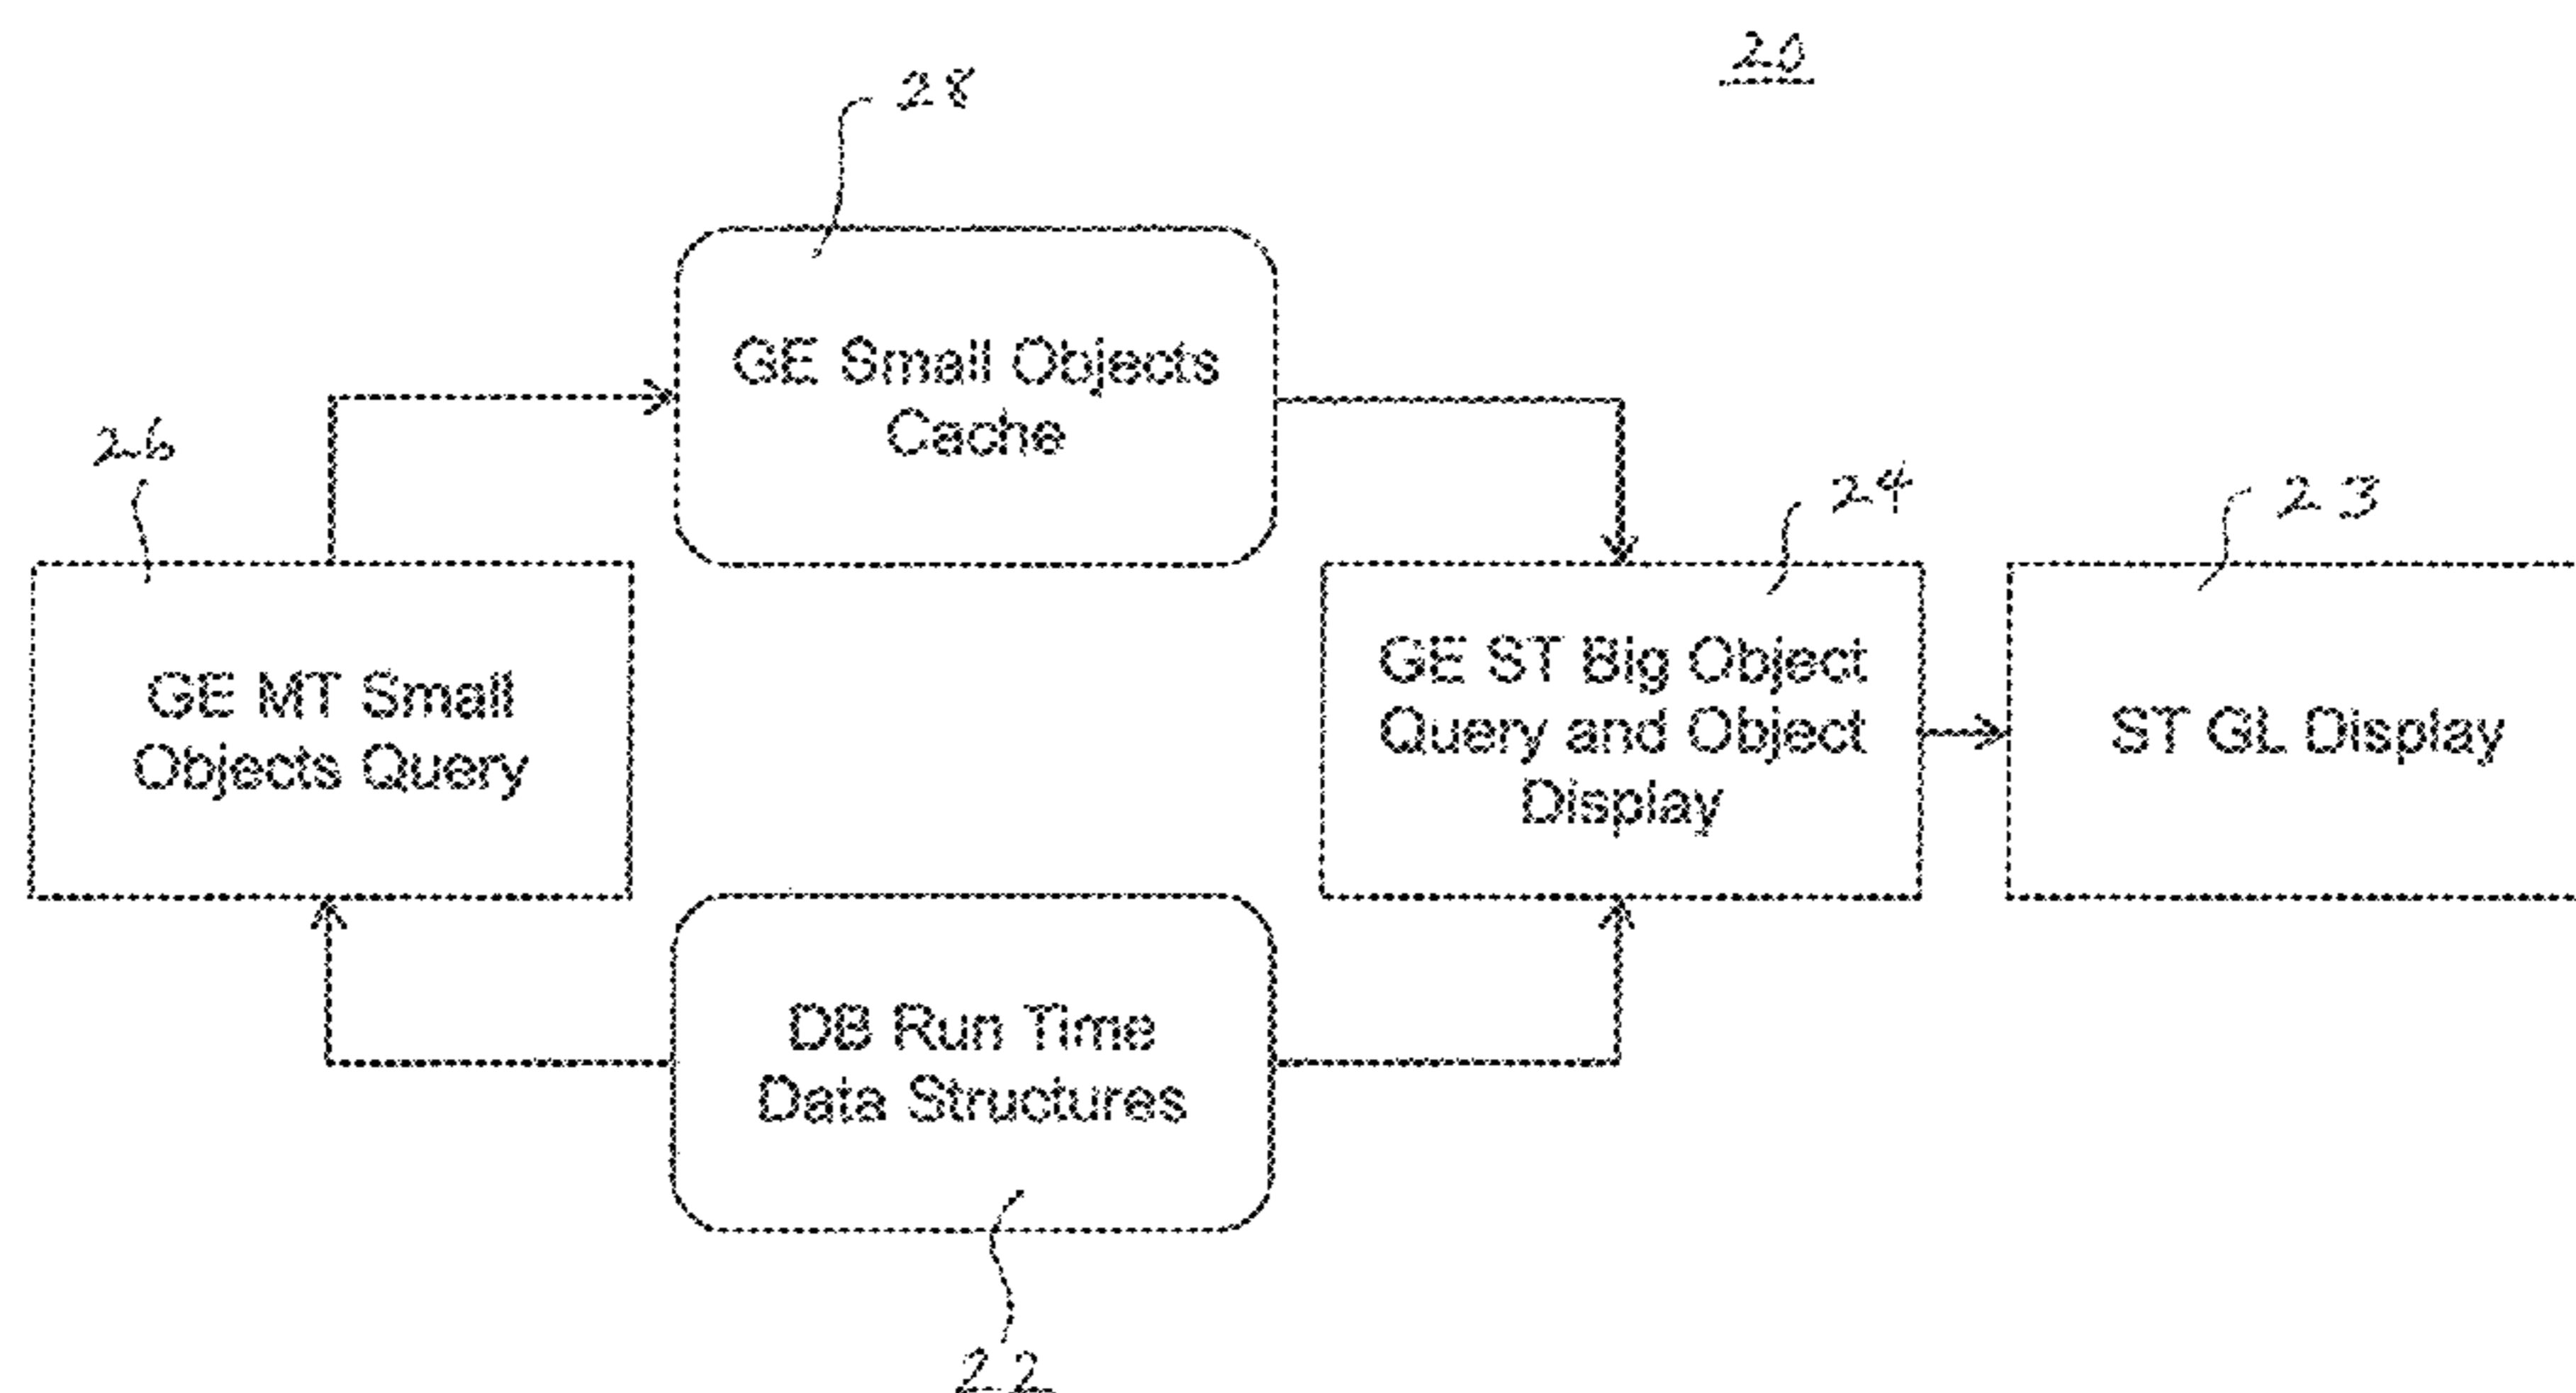 20
28
GE Small Objects
Cache
26
24
23
GE MT Small
Objects Query
GE ST Big Object
Query and Object
Display
ST GL Display
DB Run Time
Data Structures
22